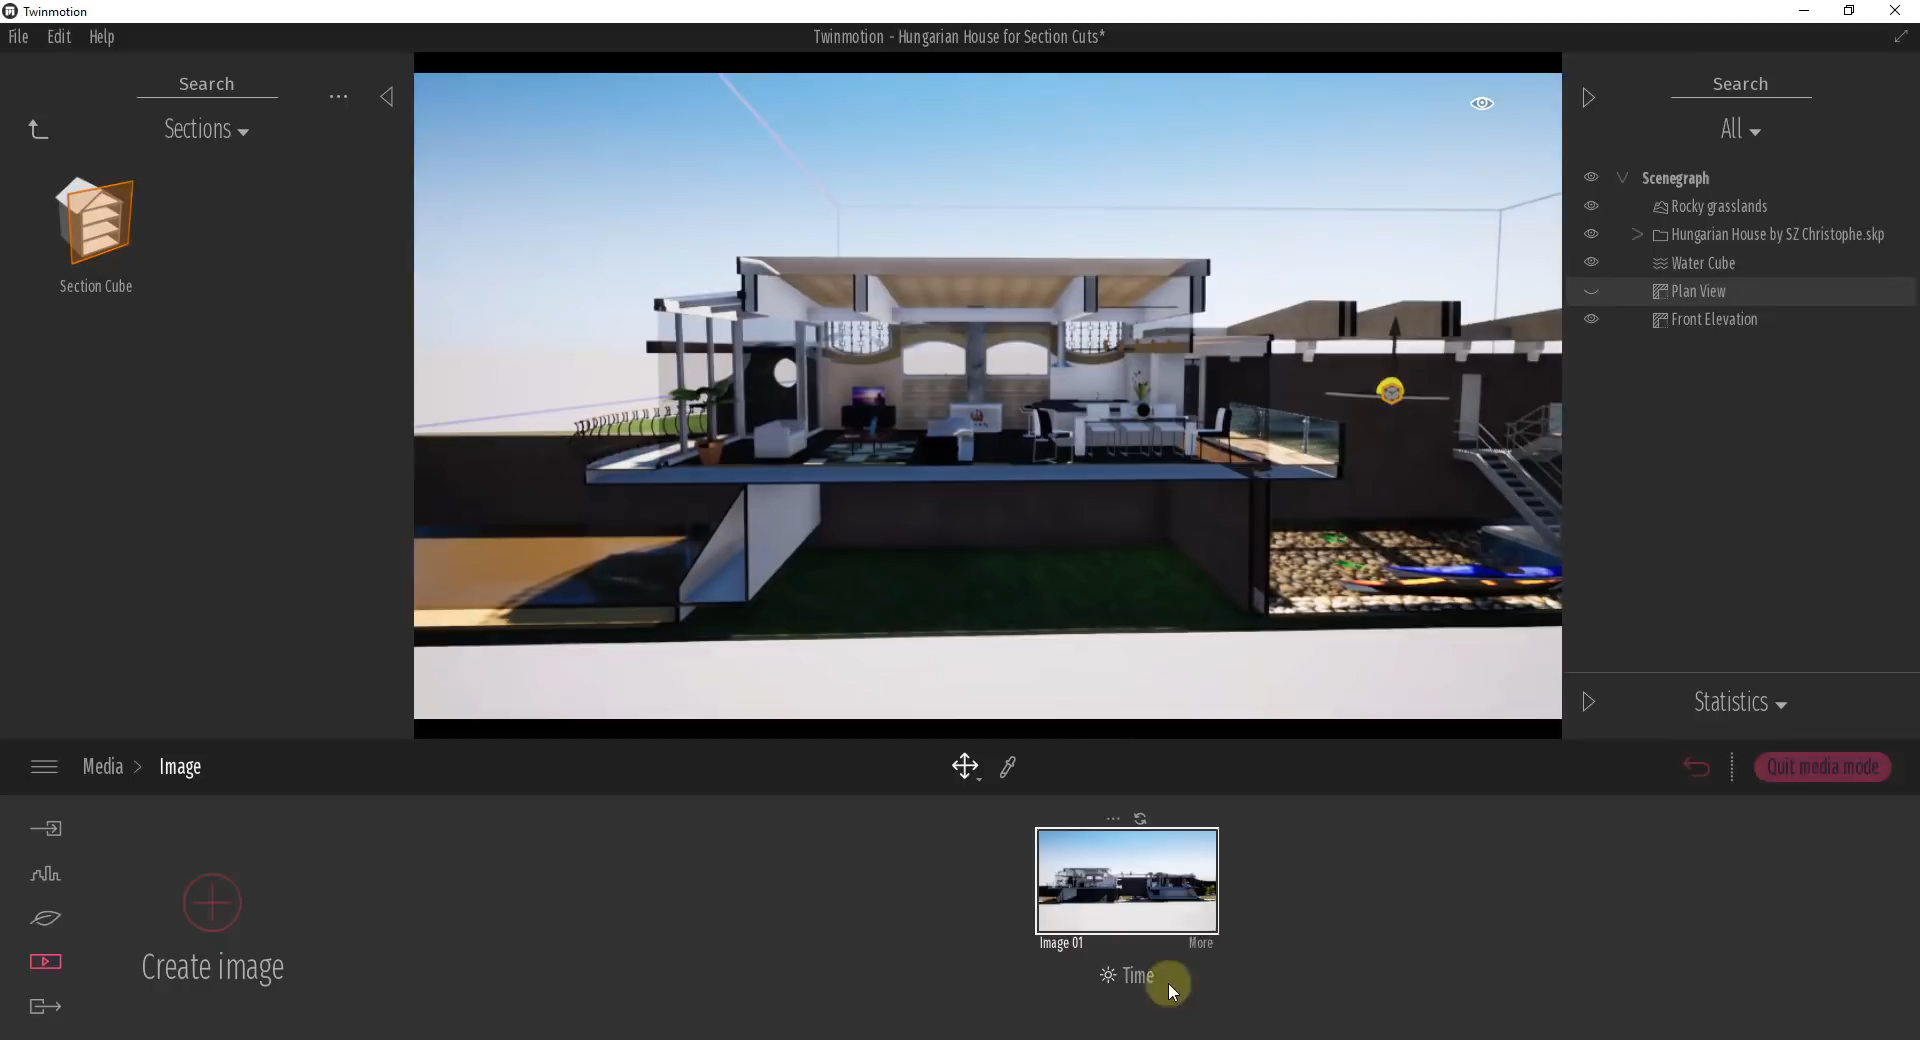 Twinmotion
File Edit Help
Twinmotion - Hungarian House for Section Cuts*
Search
...
Sections
Section Cube
Search
All
Scenegraph
Rocky grasslands
Hungarian House by SZ Christophe.skp
Water Cube
Plan View
Front Elevation
Statistics
Media > Image
Quit media mode
...
Image 01 More
Time
Create image